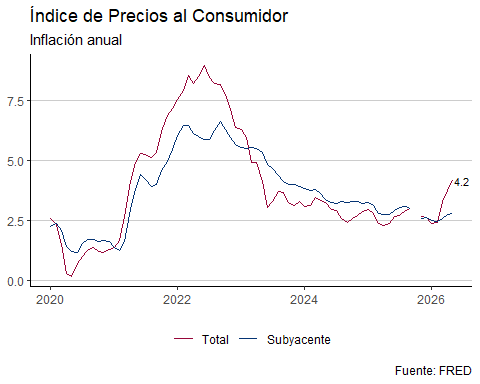 Índice de Precios al Consumidor
Inflación anual
7.5
5.0
2.5
0.0
4.2
2020
2022
2024
2026
Total
Subyacente
Fuente: FRED